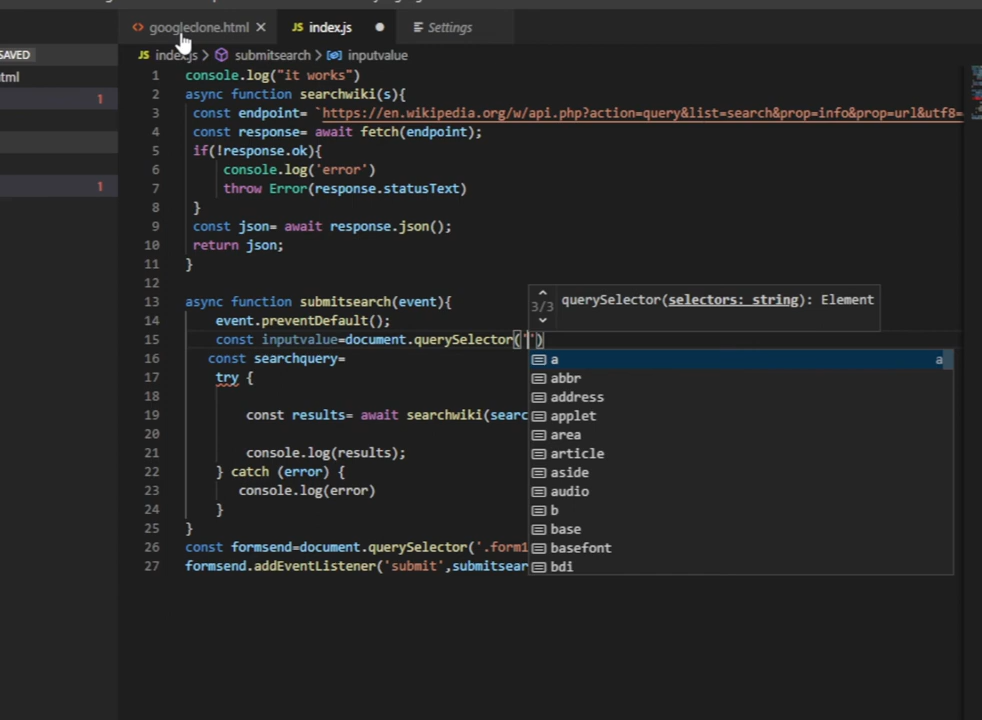 googleclone.html
JS index.js
Settings
SAVED
JS index.js > submitsearch > inputvalue
tml
1
1
1 console.log("it works")
2 async function searchwiki(s){
3 const endpoint= `https://en.wikipedia.org/w/api.php?action=query&list=search&prop=info&prop=url&utf8=
4 const response= await fetch(endpoint);
5 if(!response.ok){
6 console.log('error')
7 throw Error(response.statusText)
8 }
9 const json= await response.json();
10 return json;
11 }
12
13 async function submitsearch(event){
3/3 querySelector(selectors: string): Element
14 event.preventDefault();
15 const inputvalue=document.querySelector('')
16 const searchquery=
17 try {
18
19 const results= await searchwiki(searc
20
21 console.log(results);
22 } catch (error) {
23 console.log(error)
24 }
25 }
26 const formsend=document.querySelector('.form1
27 formsend.addEventListener('submit',submitsear
a a
abbr
address
applet
area
article
aside
audio
b
base
basefont
bdi